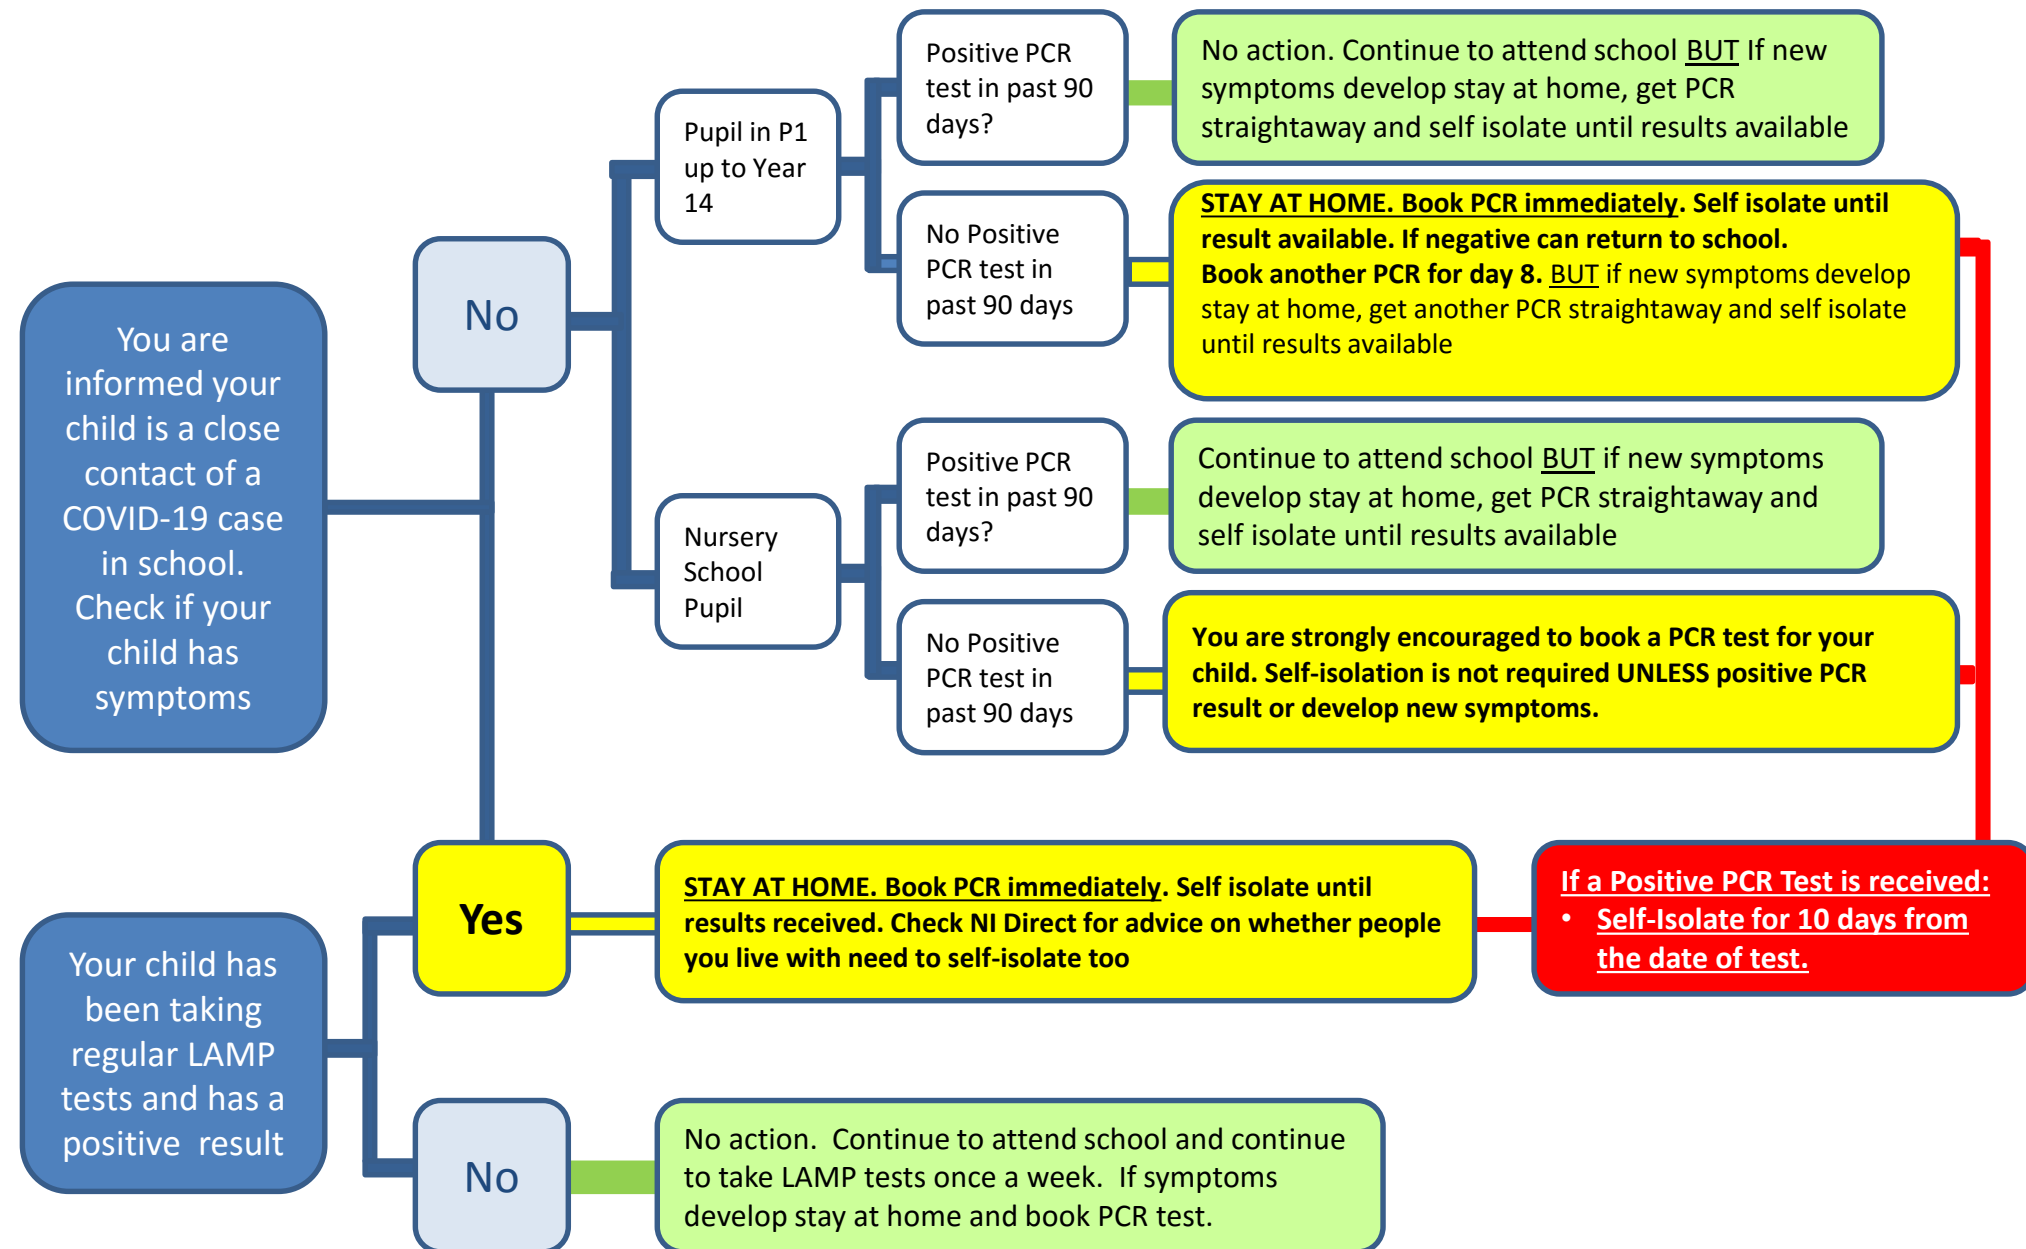 You are
informed your
child is a close
contact of a
COVID-19 case
in school.
Check if your
child has
symptoms
No
Pupil in P1
up to Year
14
Positive PCR
test in past 90
days?
No action. Continue to attend school BUT If new
symptoms develop stay at home, get PCR
straightaway and self isolate until results available
No Positive
PCR test in
past 90 days
STAY AT HOME. Book PCR immediately. Self isolate until
result available. If negative can return to school.
Book another PCR for day 8. BUT if new symptoms develop
stay at home, get another PCR straightaway and self isolate
until results available
Nursery
School
Pupil
Positive PCR
test in past 90
days?
Continue to attend school BUT if new symptoms
develop stay at home, get PCR straightaway and
self isolate until results available
No Positive
PCR test in
past 90 days
You are strongly encouraged to book a PCR test for your
child. Self-isolation is not required UNLESS positive PCR
result or develop new symptoms.
Yes
STAY AT HOME. Book PCR immediately. Self isolate until
results received. Check NI Direct for advice on whether people
you live with need to self-isolate too
If a Positive PCR Test is received:
• Self-Isolate for 10 days from
the date of test.
Your child has
been taking
regular LAMP
tests and has a
positive result
No
No action. Continue to attend school and continue
to take LAMP tests once a week. If symptoms
develop stay at home and book PCR test.